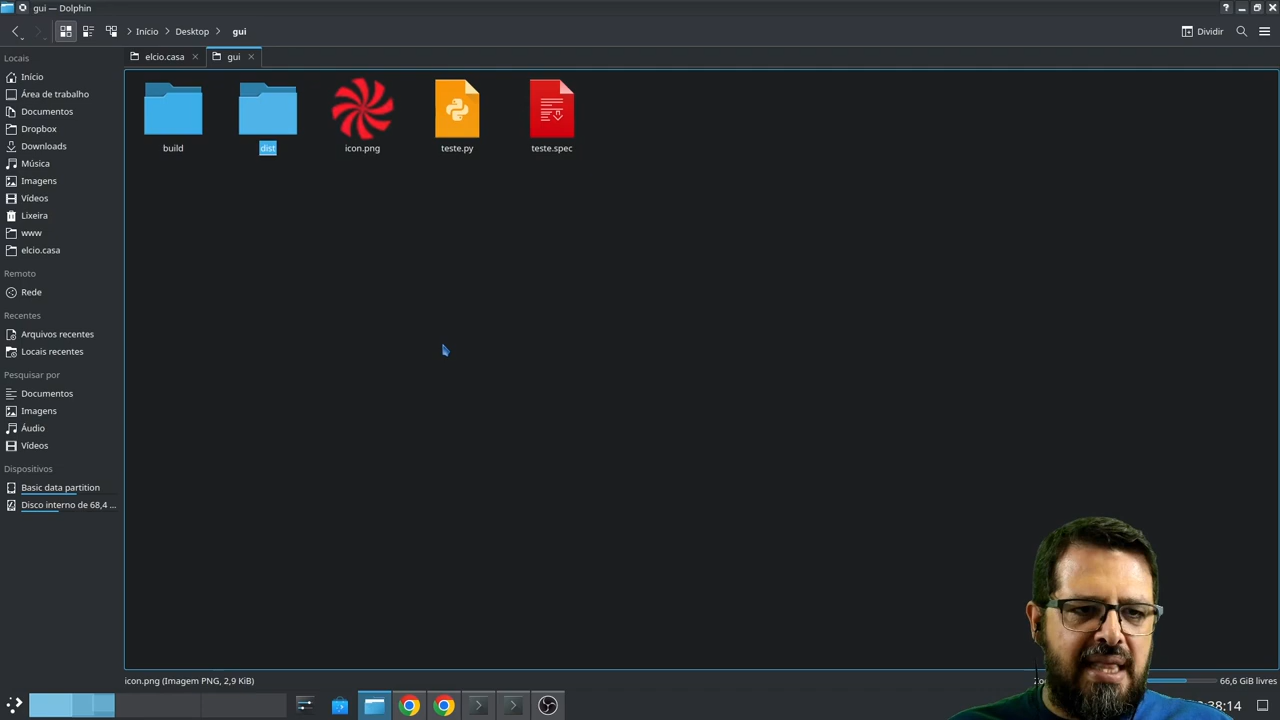 gui — Dolphin
Início
Desktop
gui
Dividir
elcio.casa
gui
Locais
Início
Área de trabalho
Documentos
Dropbox
Downloads
Música
Imagens
Vídeos
Lixeira
www
elcio.casa
Remoto
Rede
Recentes
Arquivos recentes
Locais recentes
Pesquisar por
Documentos
Imagens
Áudio
Vídeos
Dispositivos
Basic data partition
Disco interno de 68,4 ...
build
dist
icon.png
teste.py
teste.spec
icon.png (Imagem PNG, 2,9 KiB)
66,6 GiB livres
:38:14